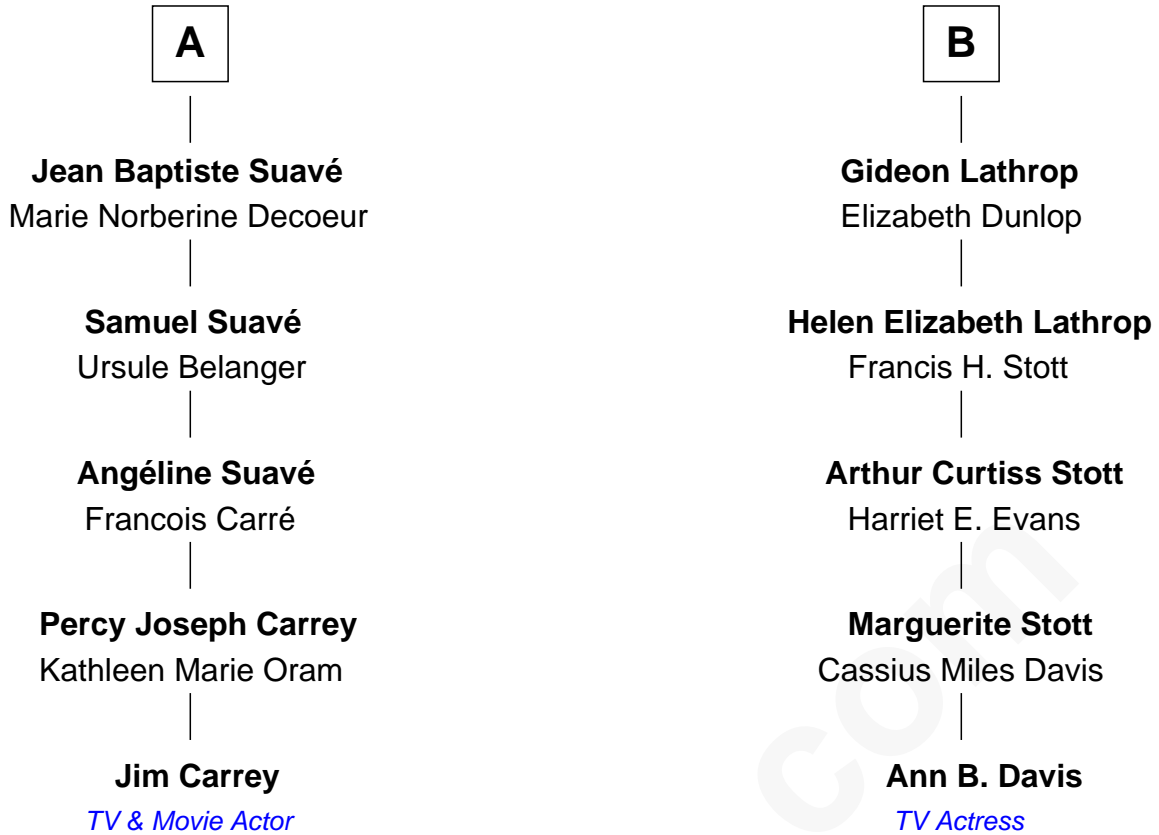 A
Jean Baptiste Suavé
Marie Norberine Decoeur
Samuel Suavé
Ursule Belanger
Angéline Suavé
Francois Carré
Percy Joseph Carrey
Kathleen Marie Oram
Jim Carrey
TV & Movie Actor
B
Gideon Lathrop
Elizabeth Dunlop
Helen Elizabeth Lathrop
Francis H. Stott
Arthur Curtiss Stott
Harriet E. Evans
Marguerite Stott
Cassius Miles Davis
Ann B. Davis
TV Actress
com